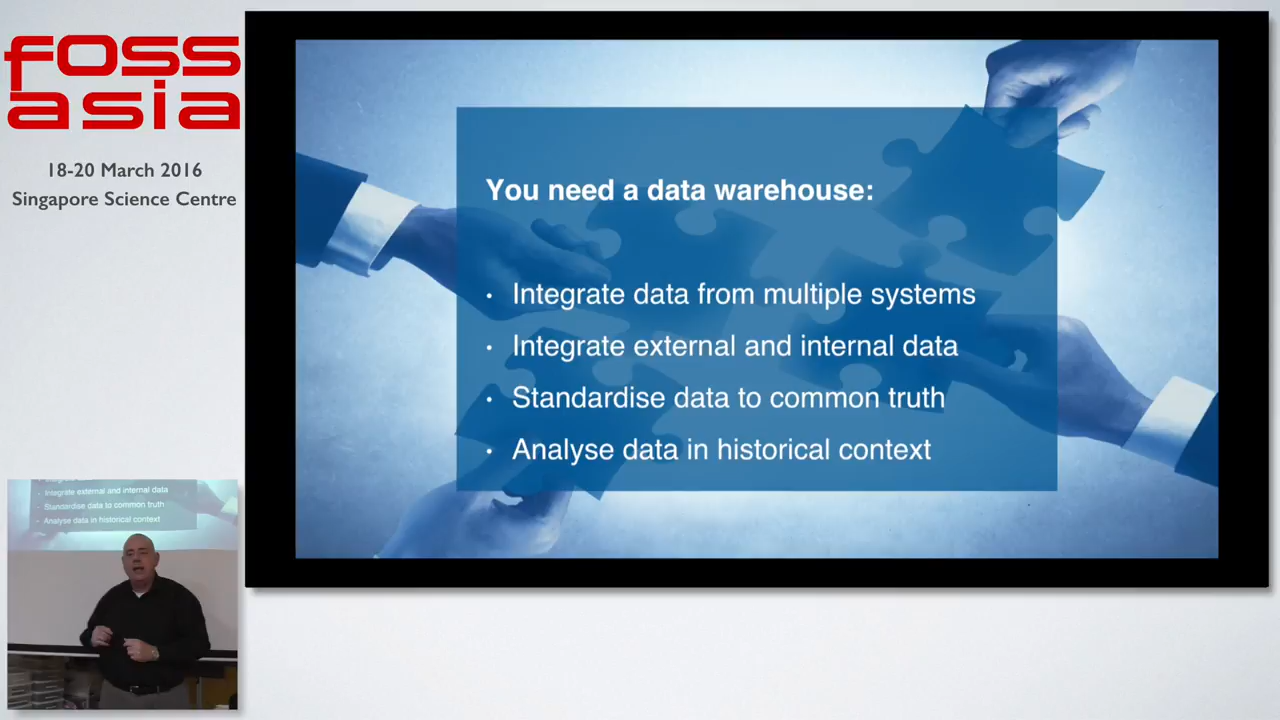 foss
asia
18-20 March 2016
Singapore Science Centre
You need a data warehouse:
• Integrate data from multiple systems
• Integrate external and internal data
• Standardise data to common truth
• Analyse data in historical context
• Integrate external and internal data
• Standardise data to common truth
• Analyse data in historical context